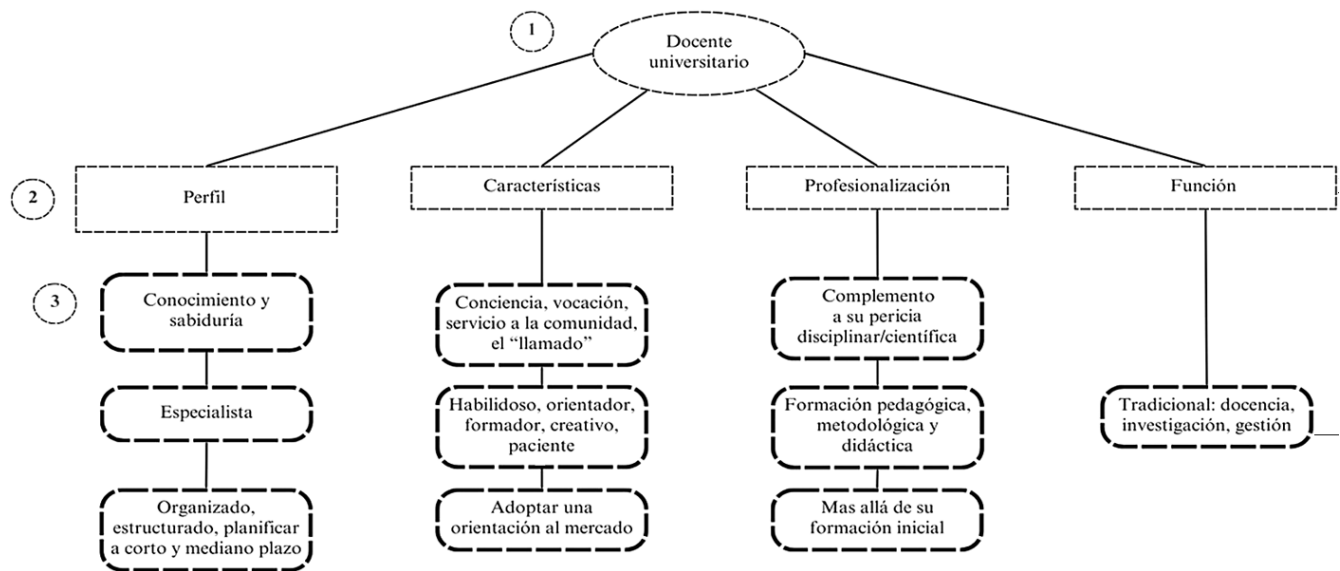 1
Docente
universitario
2
Perfil
Características
Profesionalización
Función
3
Conocimiento y
sabiduría
Especialista
Organizado,
estructurado, planificar
a corto y mediano plazo
Conciencia, vocación,
servicio a la comunidad,
el “llamado”
Habilidoso, orientador,
formador, creativo,
paciente
Adoptar una
orientación al mercado
Complemento
a su pericia
disciplinar/científica
Formación pedagógica,
metodológica y
didáctica
Mas allá de su
formación inicial
Tradicional: docencia,
investigación, gestión